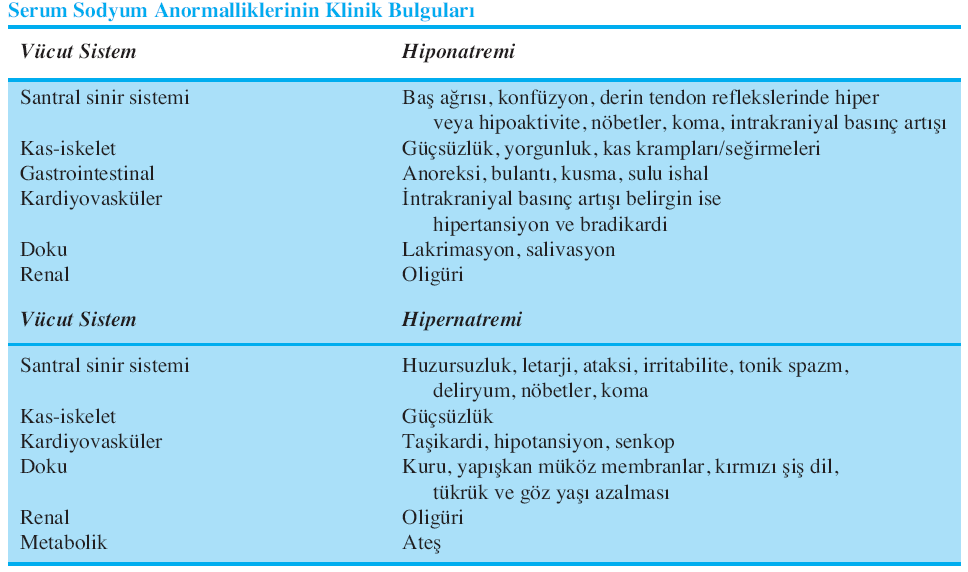 Serum Sodyum Anormalliklerinin Klinik Bulguları
Vücut Sistem Hiponatremi
Santral sinir sistemi Baş ağrısı, konfüzyon, derin tendon reflekslerinde hiper
veya hipoaktivite, nöbetler, koma, intrakraniyal basınç artışı
Kas-iskelet Güçsüzlük, yorgunluk, kas krampları/seğirmeleri
Gastrointestinal Anoreksi, bulantı, kusma, sulu ishal
Kardiyovasküler İntrakraniyal basınç artışı belirgin ise
hipertansiyon ve bradikardi
Doku Lakrimasyon, salivasyon
Renal Oligüri
Vücut Sistem Hipernatremi
Santral sinir sistemi Huzursuzluk, letarji, ataksi, irritabilite, tonik spazm,
deliryum, nöbetler, koma
Kas-iskelet Güçsüzlük
Kardiyovasküler Taşikardi, hipotansiyon, senkop
Doku Kuru, yapışkan müköz membranlar, kırmızı şiş dil,
tükrük ve göz yaşı azalması
Renal Oligüri
Metabolik Ateş